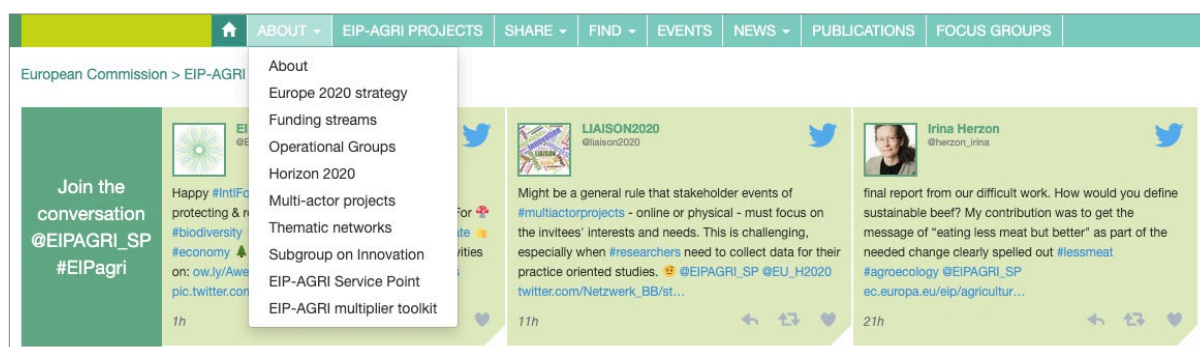 ABOUT EIP-AGRI PROJECTS SHARE FIND EVENTS NEWS PUBLICATIONS FOCUS GROUPS
European Commission > EIP-AGRI
About
Europe 2020 strategy
Funding streams
Operational Groups
Horizon 2020
Multi-actor projects
Thematic networks
Subgroup on Innovation
EIP-AGRI Service Point
EIP-AGRI multiplier toolkit
Join the
conversation
@EIPAGRI_SP
#EIPagri
Happy #IntlFo
protecting & r
For
#biodiversity
#economy
vities
on: ow.ly/Awe
pic.twitter.con
1h
LIAISON2020
@liaison2020
Might be a general rule that stakeholder events of
#multiactorprojects - online or physical - must focus on
the invitees' interests and needs. This is challenging,
especially when #researchers need to collect data for their
practice oriented studies. 🤨 @EIPAGRI_SP @EU_H2020
twitter.com/Netzwerk_BB/st…
11h
Irina Herzon
@herzon_irina
final report from our difficult work. How would you define
sustainable beef? My contribution was to get the
message of "eating less meat but better" as part of the
needed change clearly spelled out #lessmeat
#agroecology @EIPAGRI_SP
ec.europa.eu/eip/agricultur…
21h